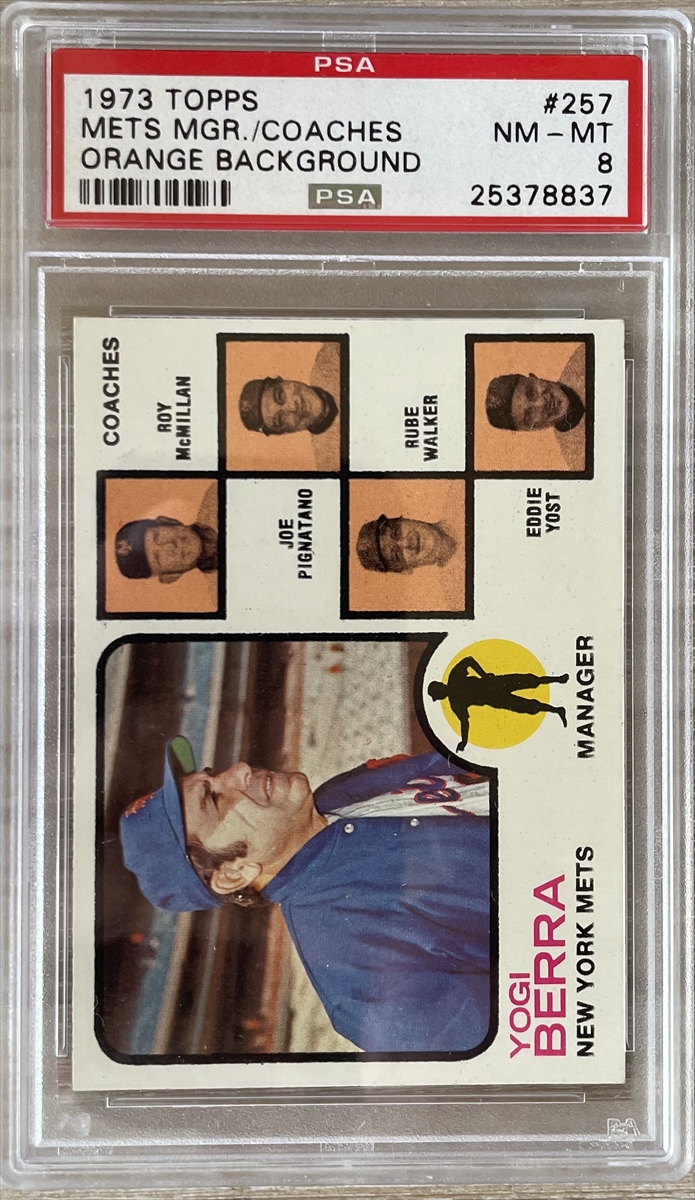 PSA
1973 TOPPS #257
METS MGR./COACHES NM - MT
ORANGE BACKGROUND 8
PSA 25378837
COACHES
ROY
McMILLAN
JOE
PIGNATANO
RUBE
WALKER
EDDIE
YOST
YOGI
BERRA
NEW YORK METS
MANAGER
PSA